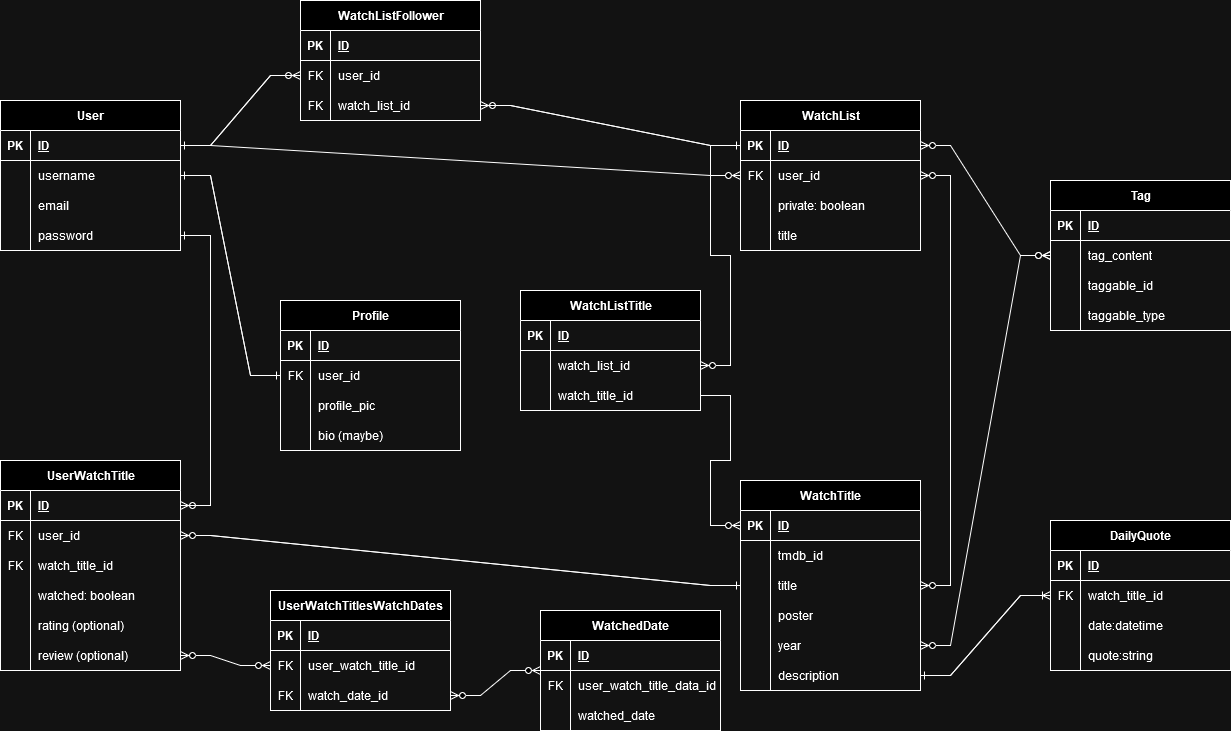 WatchListFollower
PK ID
FK user_id
FK watch_list_id
User
PK ID
username
email
password
WatchList
PK ID
FK user_id
private: boolean
title
Tag
PK ID
tag_content
taggable_id
taggable_type
Profile
PK ID
FK user_id
profile_pic
bio (maybe)
WatchListTitle
PK ID
watch_list_id
watch_title_id
UserWatchTitle
PK ID
FK user_id
FK watch_title_id
watched: boolean
rating (optional)
review (optional)
WatchTitle
PK ID
tmdb_id
title
poster
year
description
DailyQuote
PK ID
FK watch_title_id
date:datetime
quote:string
UserWatchTitlesWatchDates
PK ID
FK user_watch_title_id
FK watch_date_id
WatchedDate
PK ID
FK user_watch_title_data_id
watched_date